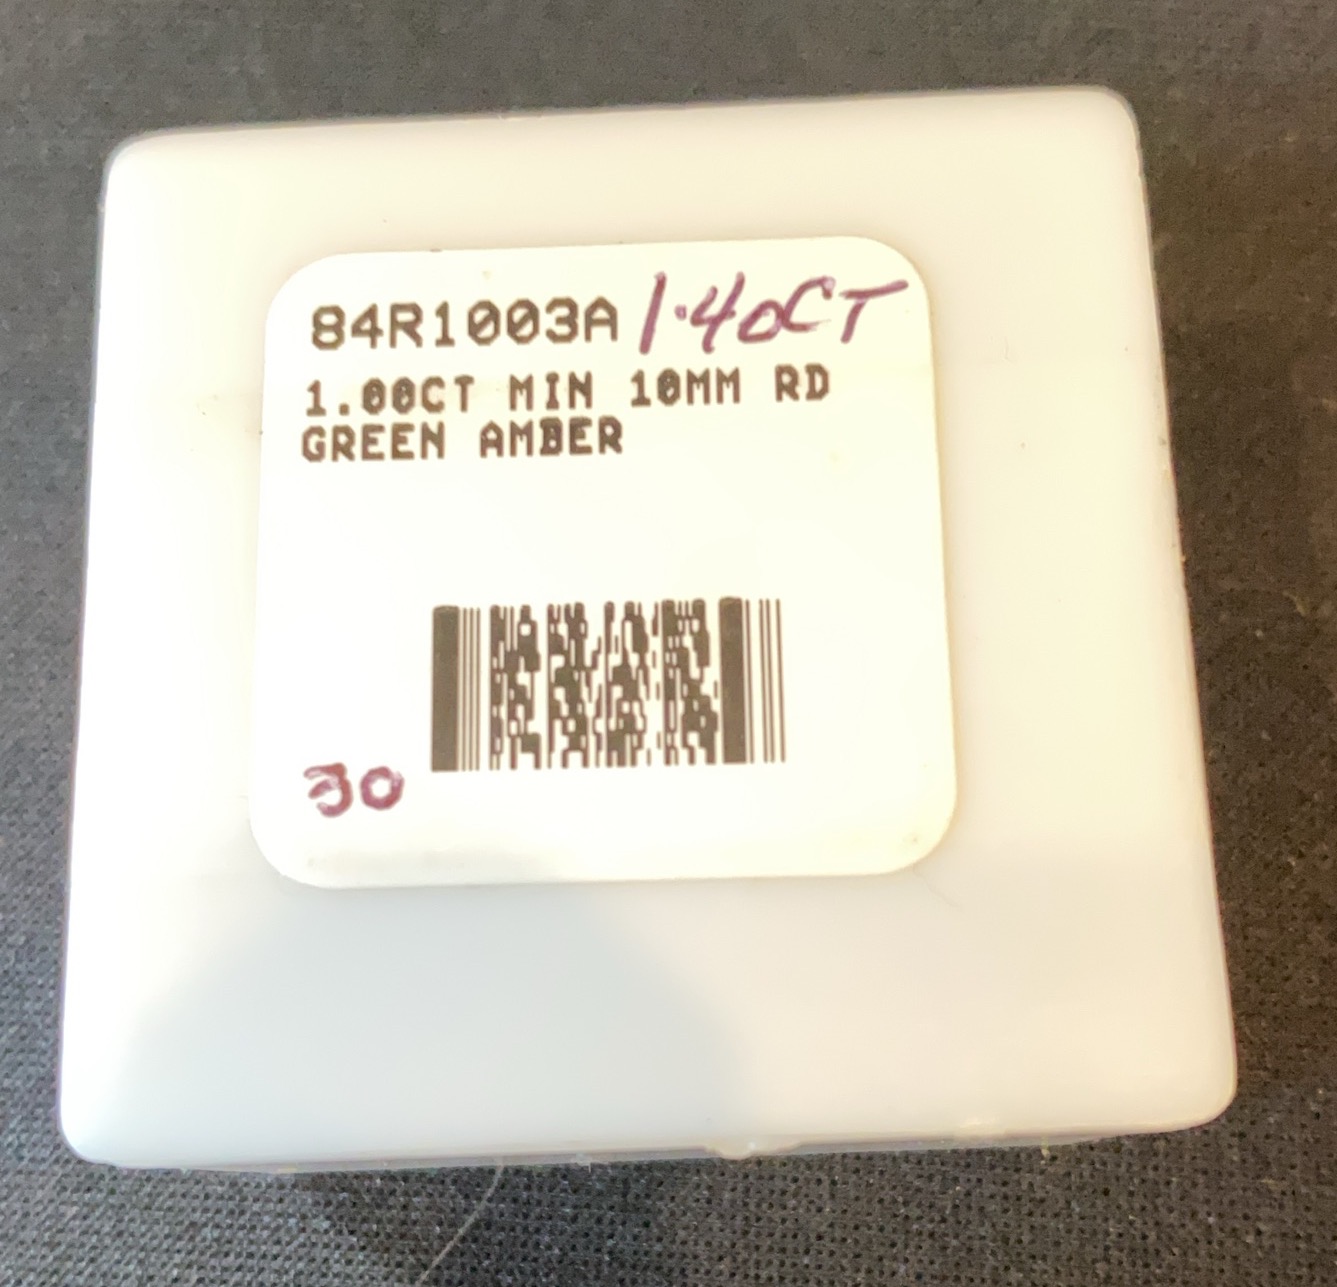 84R1003A 1.40CT
1.00CT MIN 10MM RD
GREEN AMBER
30